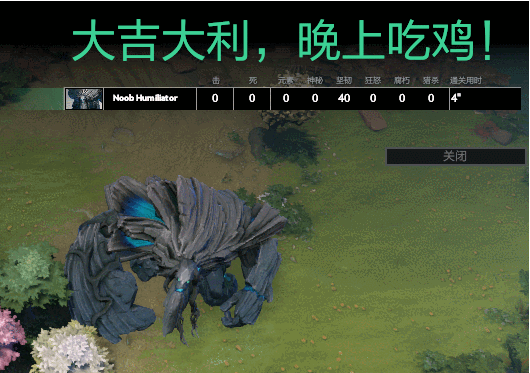 大吉大利，晚上吃鸡！
击 死 元素 神秘 坚韧 狂怒 腐朽 猪杀 通关用时
Noob Humiliator 0 0 0 0 40 0 0 0 4"
关闭